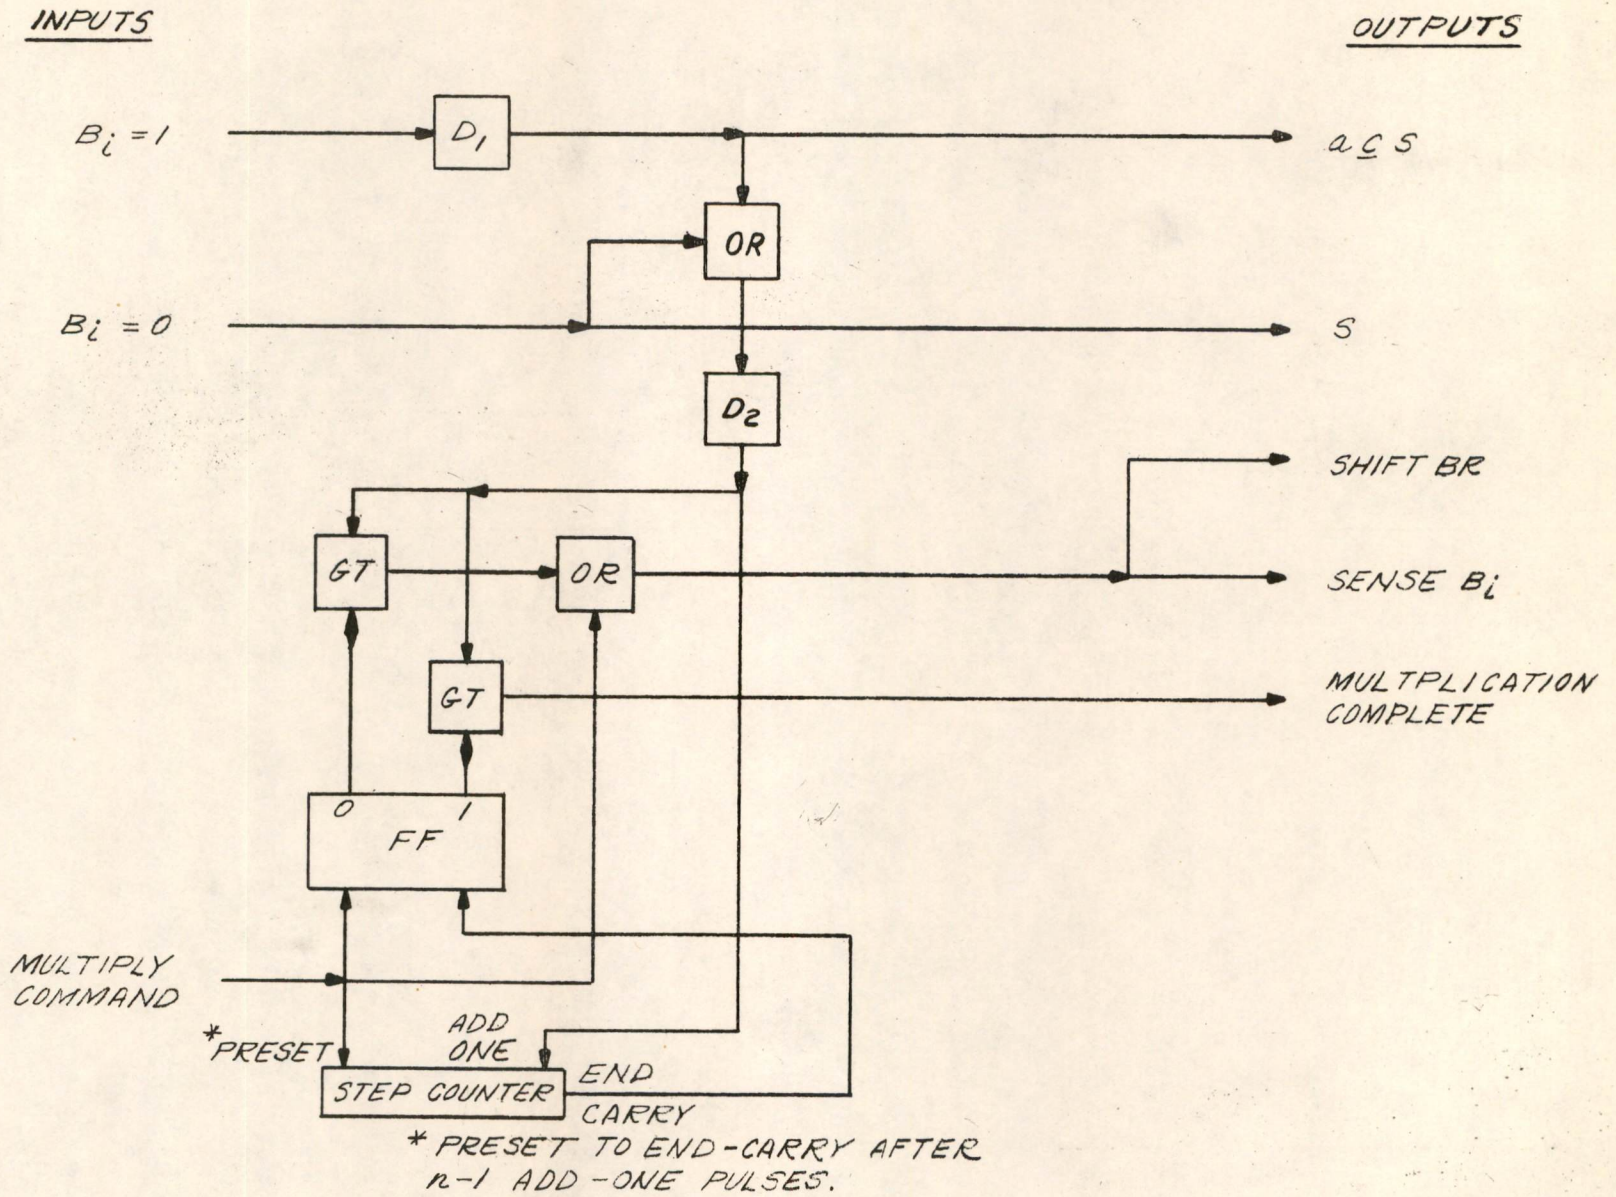 INPUTS
OUTPUTS
Bi = 1
D1
a c s
OR
Bi = 0
S
D2
SHIFT BR
GT
OR
SENSE Bi
GT
MULTPLICATION
COMPLETE
0 1
FF
MULTIPLY
COMMAND
*PRESET
ADD
ONE
STEP COUNTER
END
CARRY
* PRESET TO END-CARRY AFTER
n-1 ADD-ONE PULSES.